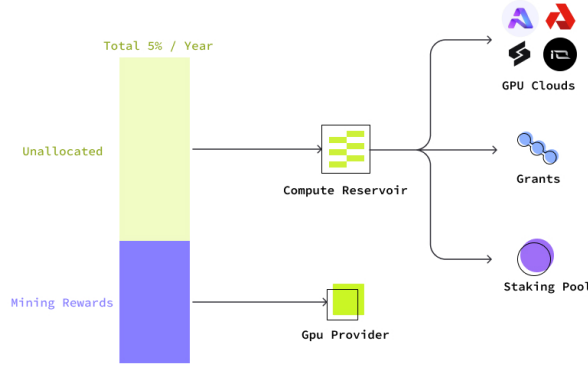 Total 5% / Year
Unallocated
Compute Reservoir
GPU Clouds
Grants
Staking Pool
Mining Rewards
Gpu Provider